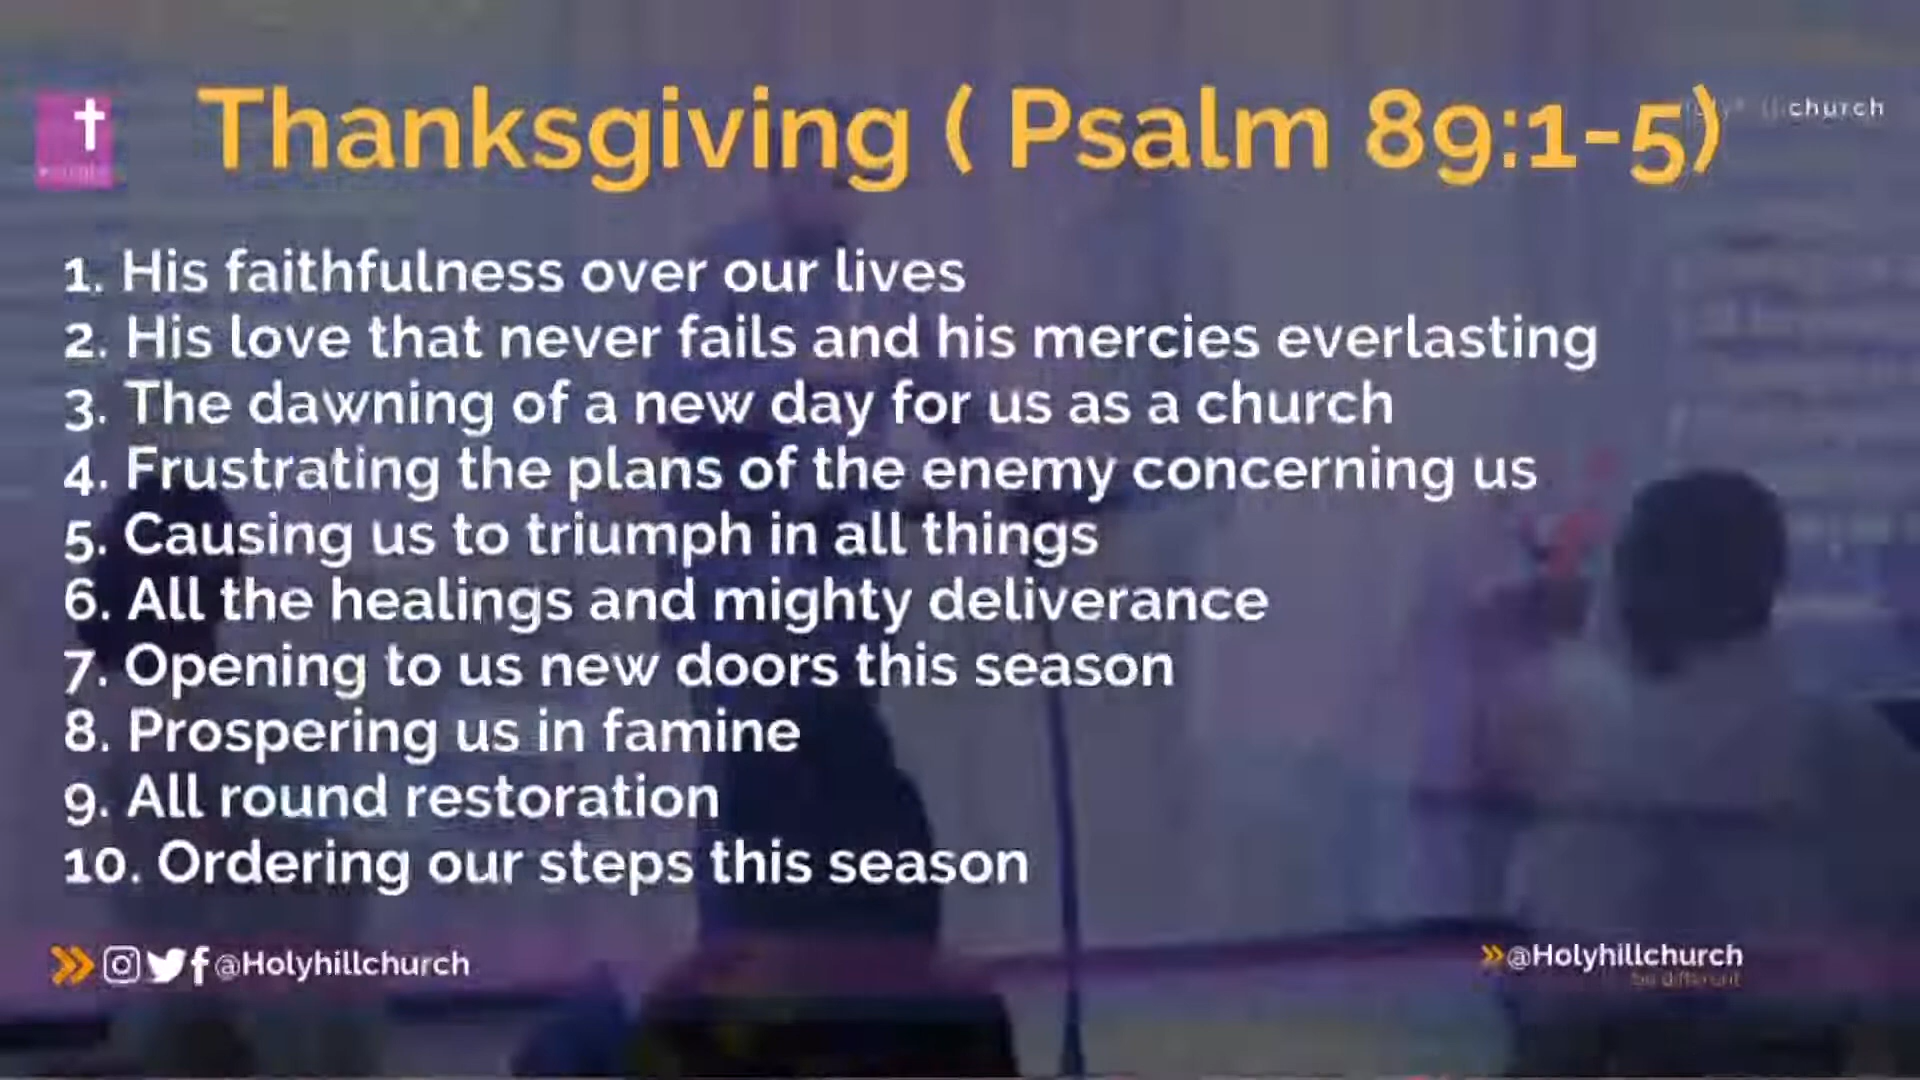 Thanksgiving ( Psalm 89:1-5)
church
1. His faithfulness over our lives
2. His love that never fails and his mercies everlasting
3. The dawning of a new day for us as a church
4. Frustrating the plans of the enemy concerning us
5. Causing us to triumph in all things
6. All the healings and mighty deliverance
7. Opening to us new doors this season
8. Prospering us in famine
9. All round restoration
10. Ordering our steps this season
@Holyhillchurch
@Holyhillchurch
be different